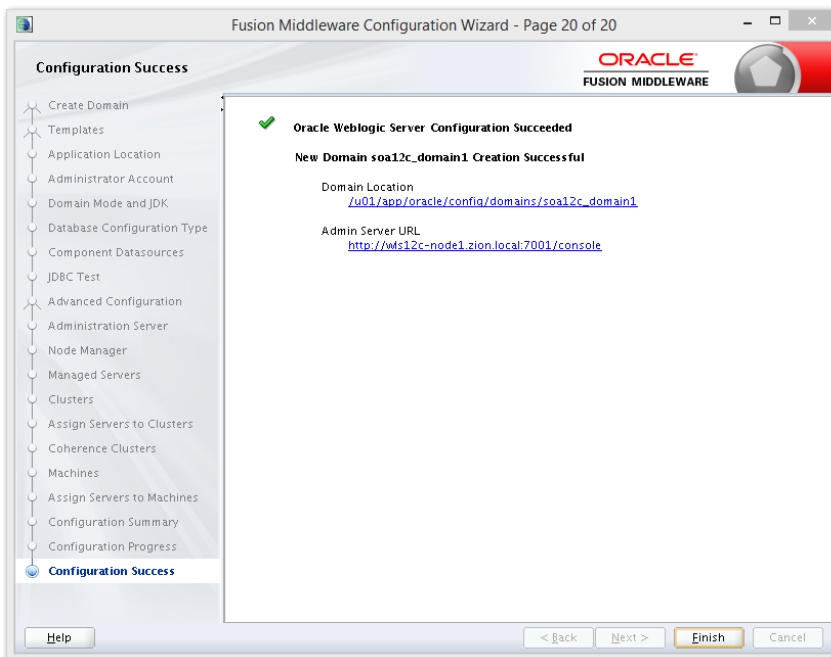 Fusion Middleware Configuration Wizard - Page 20 of 20
Configuration Success
ORACLE
FUSION MIDDLEWARE
Create Domain
Templates
Application Location
Administrator Account
Domain Mode and JDK
Database Configuration Type
Component Datasources
JDBC Test
Advanced Configuration
Administration Server
Node Manager
Managed Servers
Clusters
Assign Servers to Clusters
Coherence Clusters
Machines
Assign Servers to Machines
Configuration Summary
Configuration Progress
Configuration Success
Oracle Weblogic Server Configuration Succeeded
New Domain soa12c_domain1 Creation Successful
Domain Location
/u01/app/oracle/config/domains/soa12c_domain1
Admin Server URL
http://wls12c-node1.zion.local:7001/console
Help
< Back
Next >
Finish
Cancel